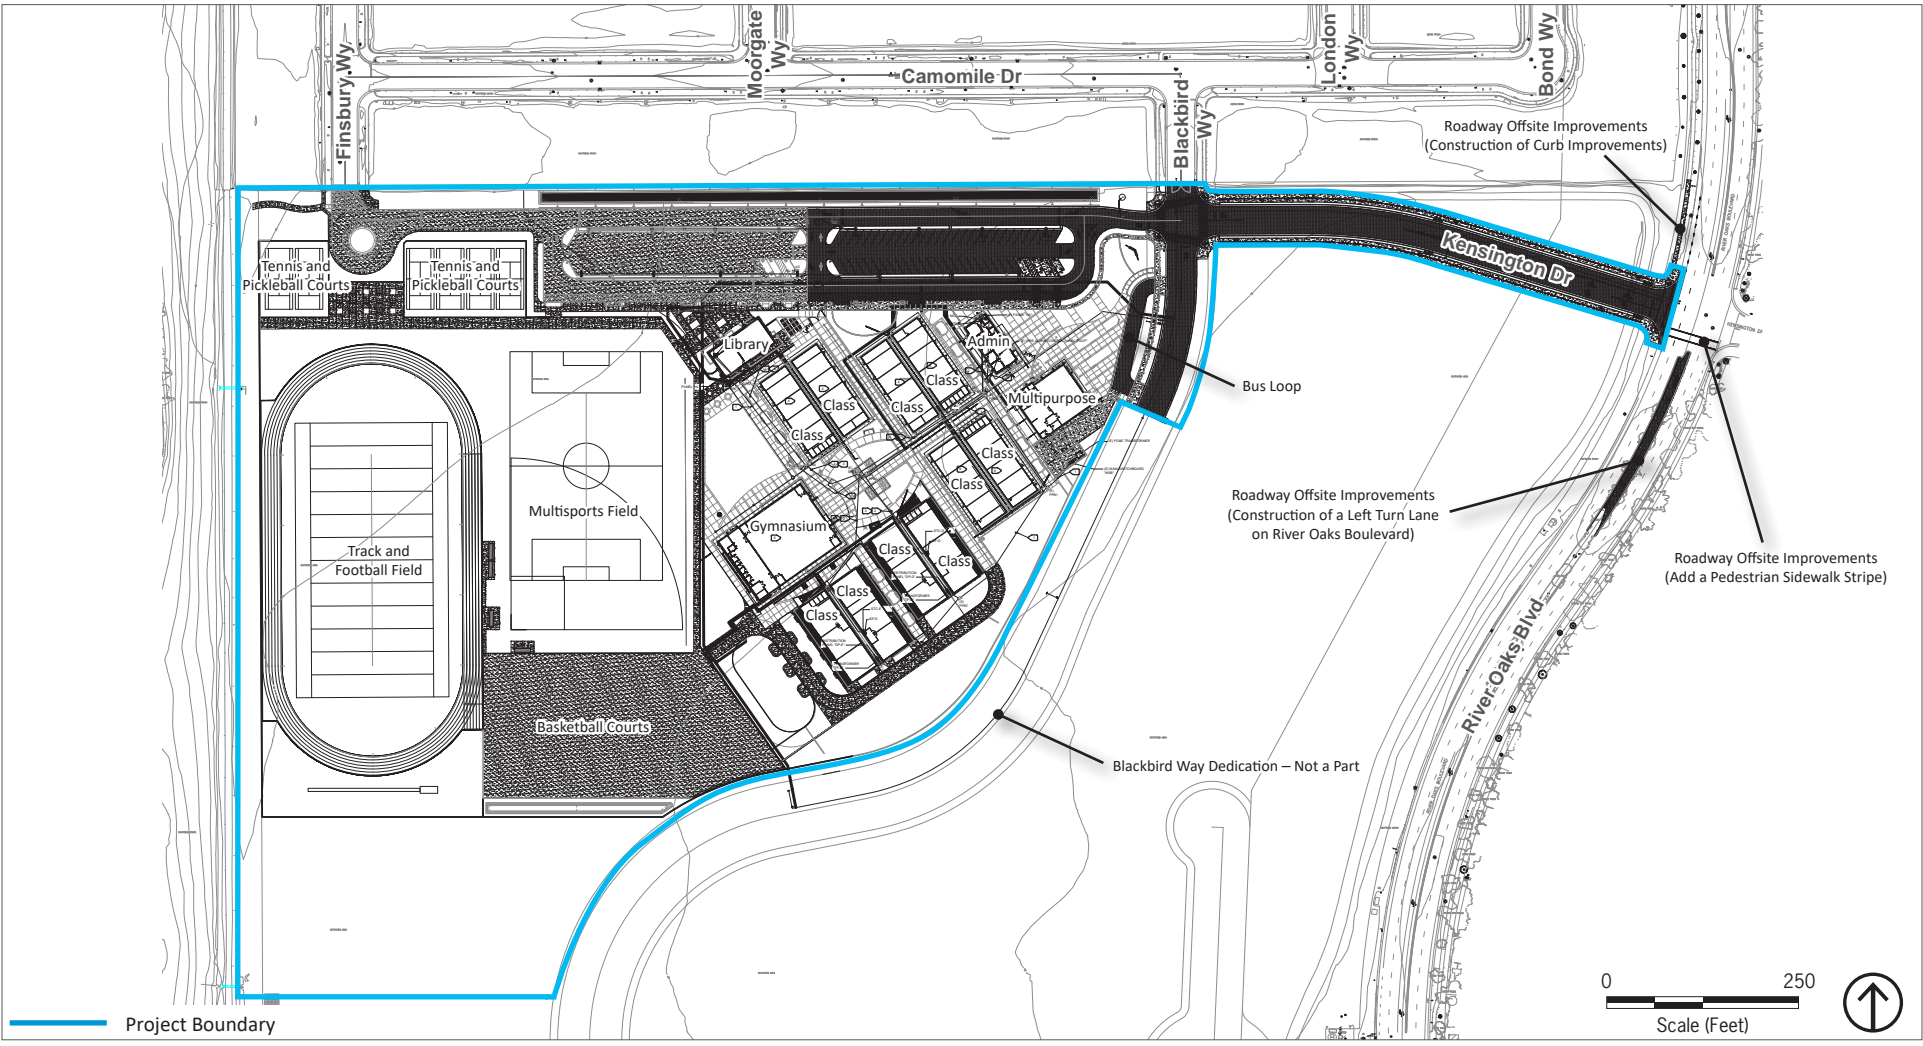 Finsbury Wy
Moorgate
Wy
Camomile Dr
Blackbird
Wy
London
Wy
Bond Wy
Roadway Offsite Improvements
(Construction of Curb Improvements)
Kensington Dr
Tennis and
Pickleball Courts
Tennis and
Pickleball Courts
Library
Admin
Class
Class
Class
Class
Multipurpose
Bus Loop
Class
Class
Multisports Field
Gymnasium
Track and
Football Field
Class
Class
Class
Class
Roadway Offsite Improvements
(Construction of a Left Turn Lane
on River Oaks Boulevard)
Roadway Offsite Improvements
(Add a Pedestrian Sidewalk Stripe)
River Oaks Blvd
Basketball Courts
Blackbird Way Dedication – Not a Part
0 250
Scale (Feet)
Project Boundary